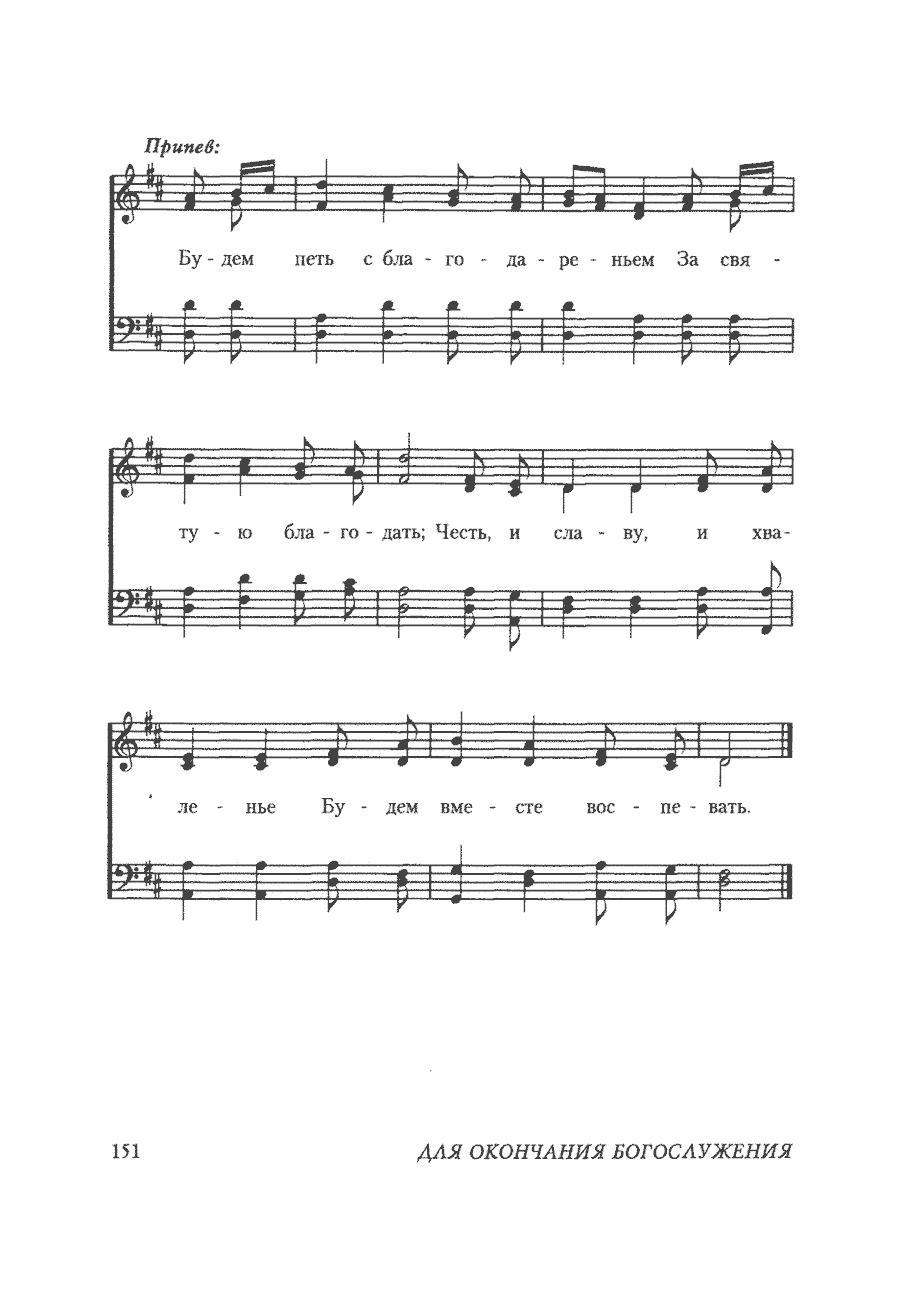 Припев:
Бу - дем петь с бла - го - да - ре - ньем За свя -
ту - ю бла - го - дать; Честь, и сла - ву, и хва-
ле - нье Бу - дем вме - сте вос - пе - вать.
151 ДЛЯ ОКОНЧАНИЯ БОГОСЛУЖЕНИЯ